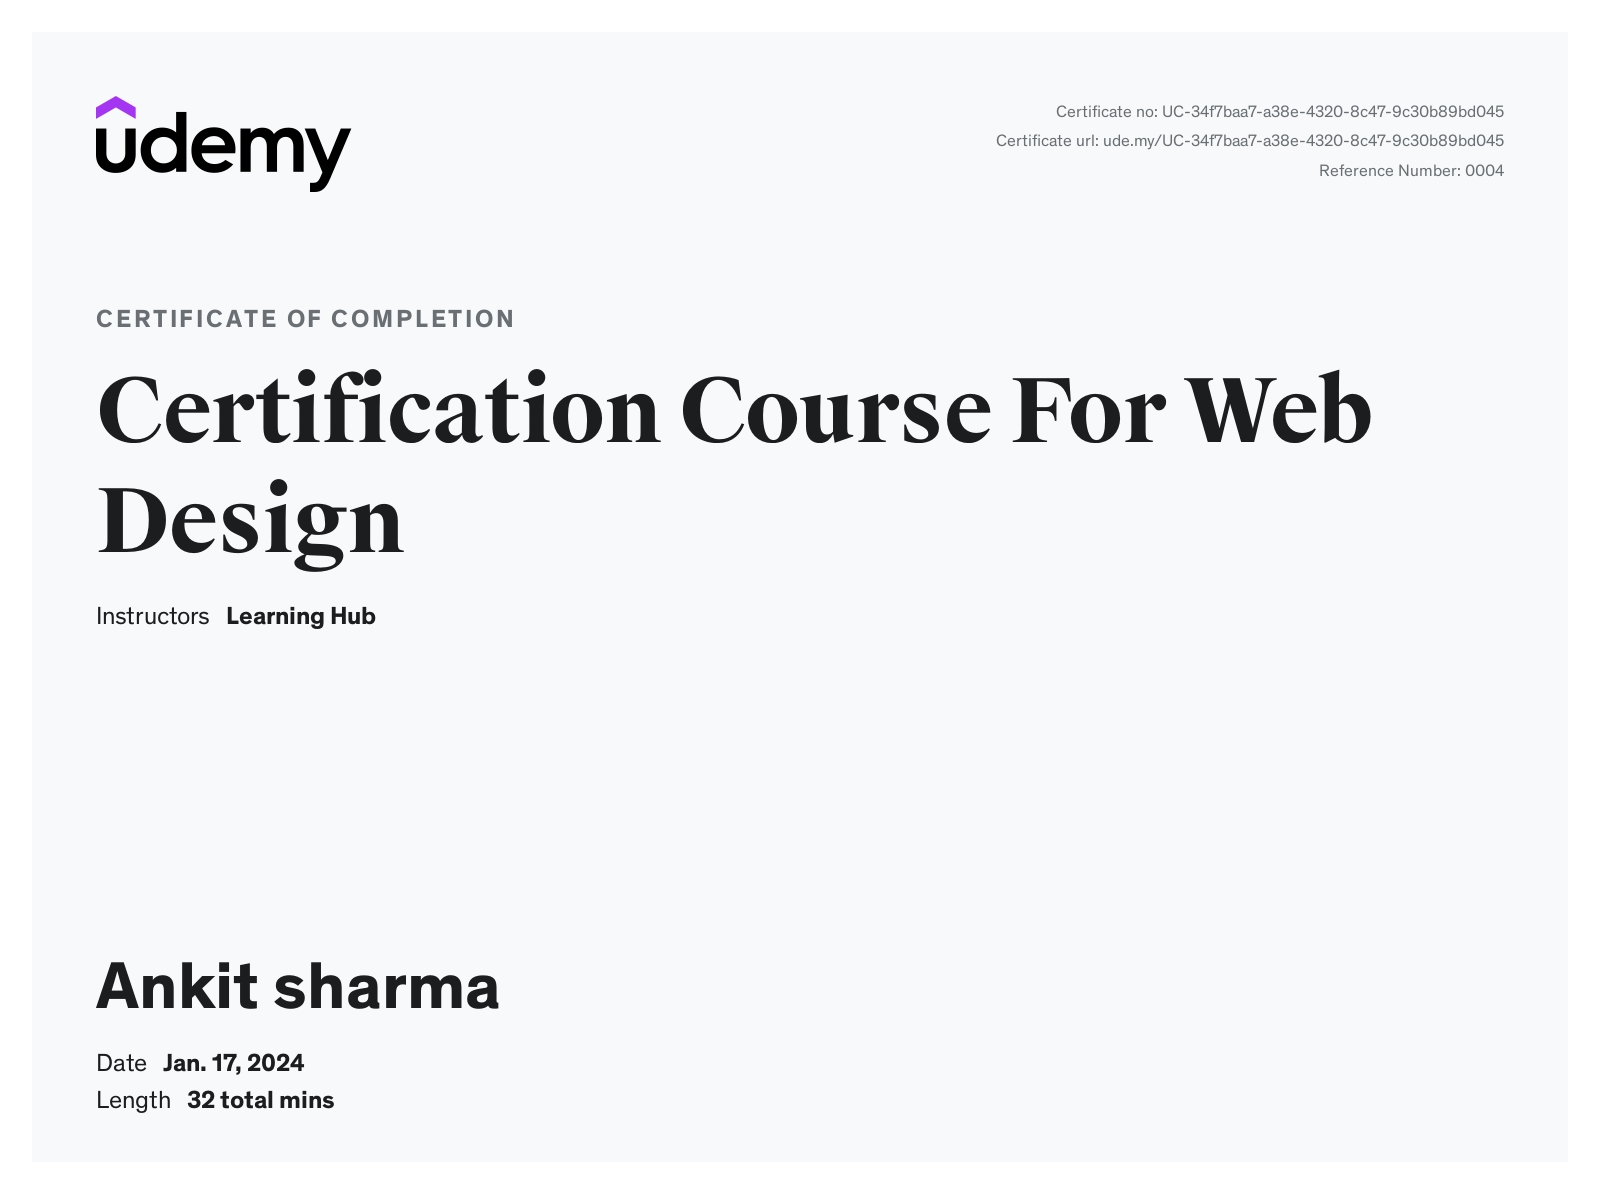 udemy
Certificate no: UC-34f7baa7-a38e-4320-8c47-9c30b89bd045
Certificate url: ude.my/UC-34f7baa7-a38e-4320-8c47-9c30b89bd045
Reference Number: 0004
CERTIFICATE OF COMPLETION
Certification Course For Web
Design
Instructors Learning Hub
Ankit sharma
Date Jan. 17, 2024
Length 32 total mins